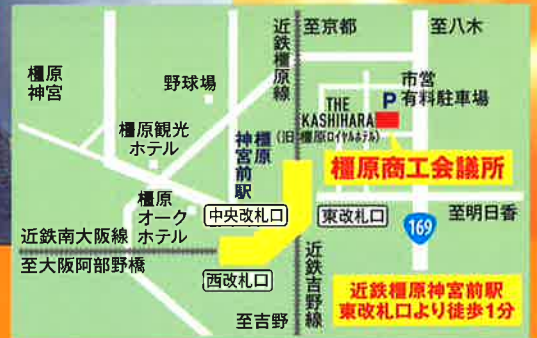 近鉄橿原線
至京都
至八木
橿原
神宮
野球場
市営
有料駐車場
P
THE
KASHIHARA
(旧 橿原ロイヤルホテル)
橿原観光
ホテル
橿原
神宮前駅
橿原商工会議所
橿原
オーク
ホテル
中央改札口
東改札口
至明日香
169
近鉄南大阪線
至大阪阿部野橋
西改札口
近鉄吉野線
至吉野
近鉄橿原神宮前駅
東改札口より徒歩1分